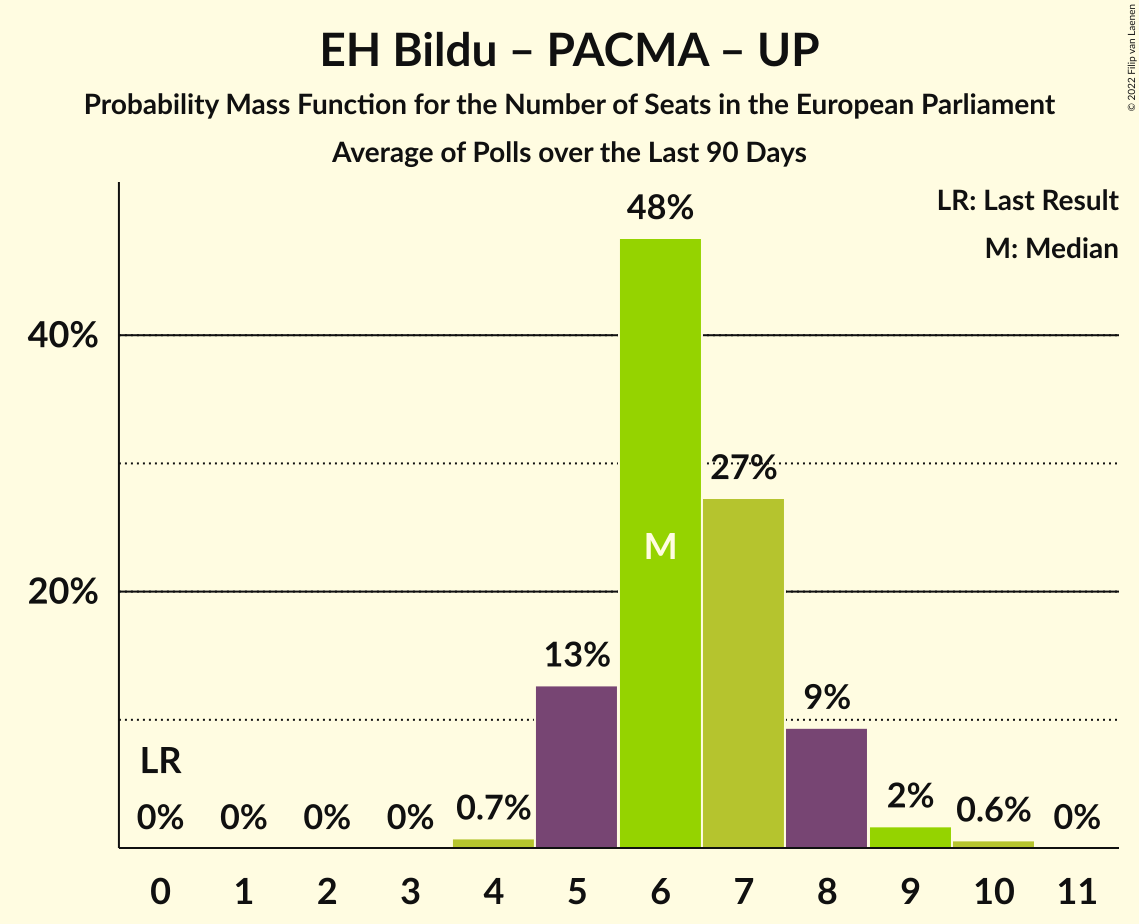 EH Bildu – PACMA – UP
Probability Mass Function for the Number of Seats in the European Parliament
Average of Polls over the Last 90 Days
© 2022 Filip van Laenen
LR: Last Result
M: Median
48%
40%
27%
M
20%
13%
9%
LR
0% 0% 0% 0% 0.7% 2% 0.6% 0%
0 1 2 3 4 5 6 7 8 9 10 11